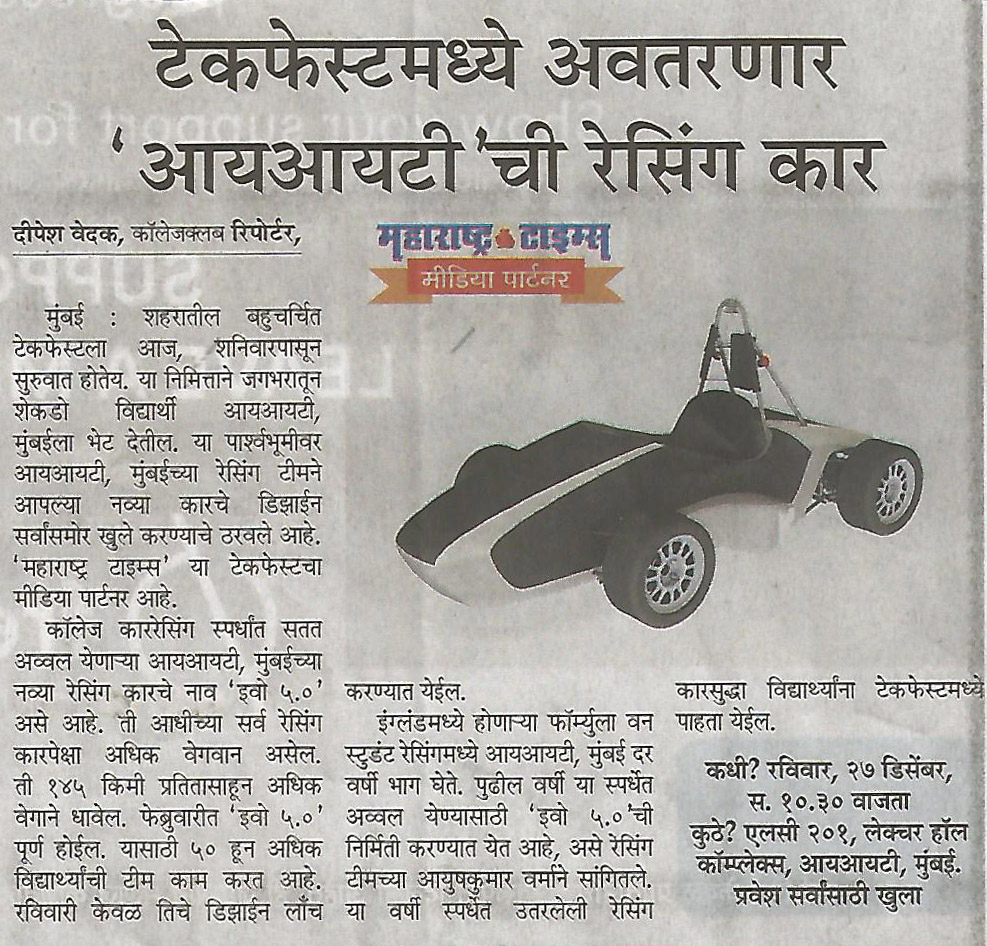 टेकफेस्टमध्ये अवतरणार
'आयआयटी'ची रेसिंग कार
दीपेश वेदक, कॉलेजक्लब रिपोर्टर,
महाराष्ट्र टाइम्स
मीडिया पार्टनर
मुंबई : शहरातील बहुचर्चित
टेकफेस्टला आज, शनिवारपासून
सुरुवात होतेय. या निमित्ताने जगभरातून
शेकडो विद्यार्थी आयआयटी,
मुंबईला भेट देतील. या पार्श्वभूमीवर
आयआयटी, मुंबईच्या रेसिंग टीमने
आपल्या नव्या कारचे डिझाईन
सर्वांसमोर खुले करण्याचे ठरवले आहे.
'महाराष्ट्र टाइम्स' या टेकफेस्टचा
मीडिया पार्टनर आहे.
कॉलेज काररेसिंग स्पर्धांत सतत
अव्वल येणाऱ्या आयआयटी, मुंबईच्या
नव्या रेसिंग कारचे नाव 'इवो ५.०'
असे आहे. ती आधीच्या सर्व रेसिंग
कारपेक्षा अधिक वेगवान असेल.
ती १४५ किमी प्रतितासाहून अधिक
वेगाने धावेल. फेब्रुवारीत 'इवो ५.०'
पूर्ण होईल. यासाठी ५० हून अधिक
विद्यार्थ्यांची टीम काम करत आहे.
रविवारी केवळ तिचे डिझाईन लाँच
करण्यात येईल.
इंग्लंडमध्ये होणाऱ्या फॉर्म्युला वन
स्टुडंट रेसिंगमध्ये आयआयटी, मुंबई दर
वर्षी भाग घेते. पुढील वर्षी या स्पर्धेत
अव्वल येण्यासाठी 'इवो ५.०'ची
निर्मिती करण्यात येत आहे, असे रेसिंग
टीमच्या आयुषकुमार वर्माने सांगितले.
या वर्षी स्पर्धेत उतरलेली रेसिंग
कारसुद्धा विद्यार्थ्यांना टेकफेस्टमध्ये
पाहता येईल.
कधी? रविवार, २७ डिसेंबर,
स. १०.३० वाजता
कुठे? एलसी २०१, लेक्चर हॉल
कॉम्प्लेक्स, आयआयटी, मुंबई.
प्रवेश सर्वांसाठी खुला